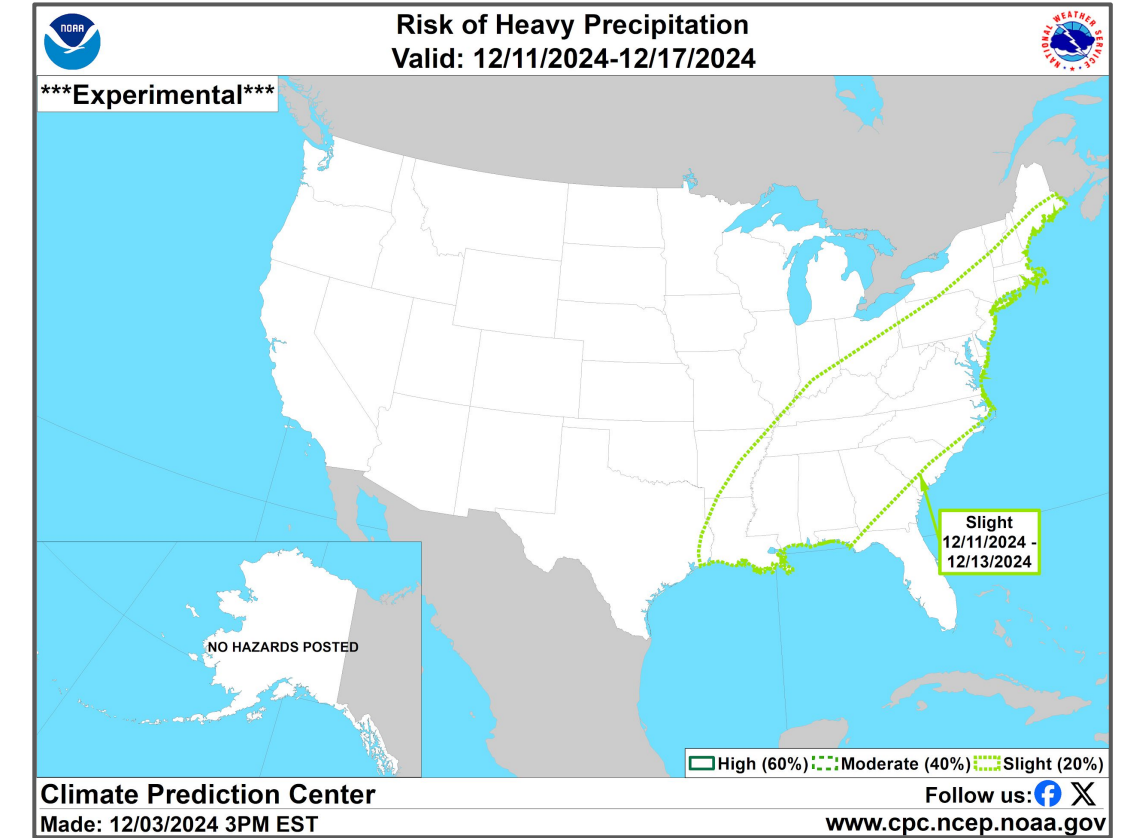 NOAA
Risk of Heavy Precipitation
Valid: 12/11/2024-12/17/2024
NATIONAL WEATHER SERVICE
***Experimental***
Slight
12/11/2024 -
12/13/2024
NO HAZARDS POSTED
High (60%) Moderate (40%) Slight (20%)
Climate Prediction Center
Follow us:
Made: 12/03/2024 3PM EST
www.cpc.ncep.noaa.gov